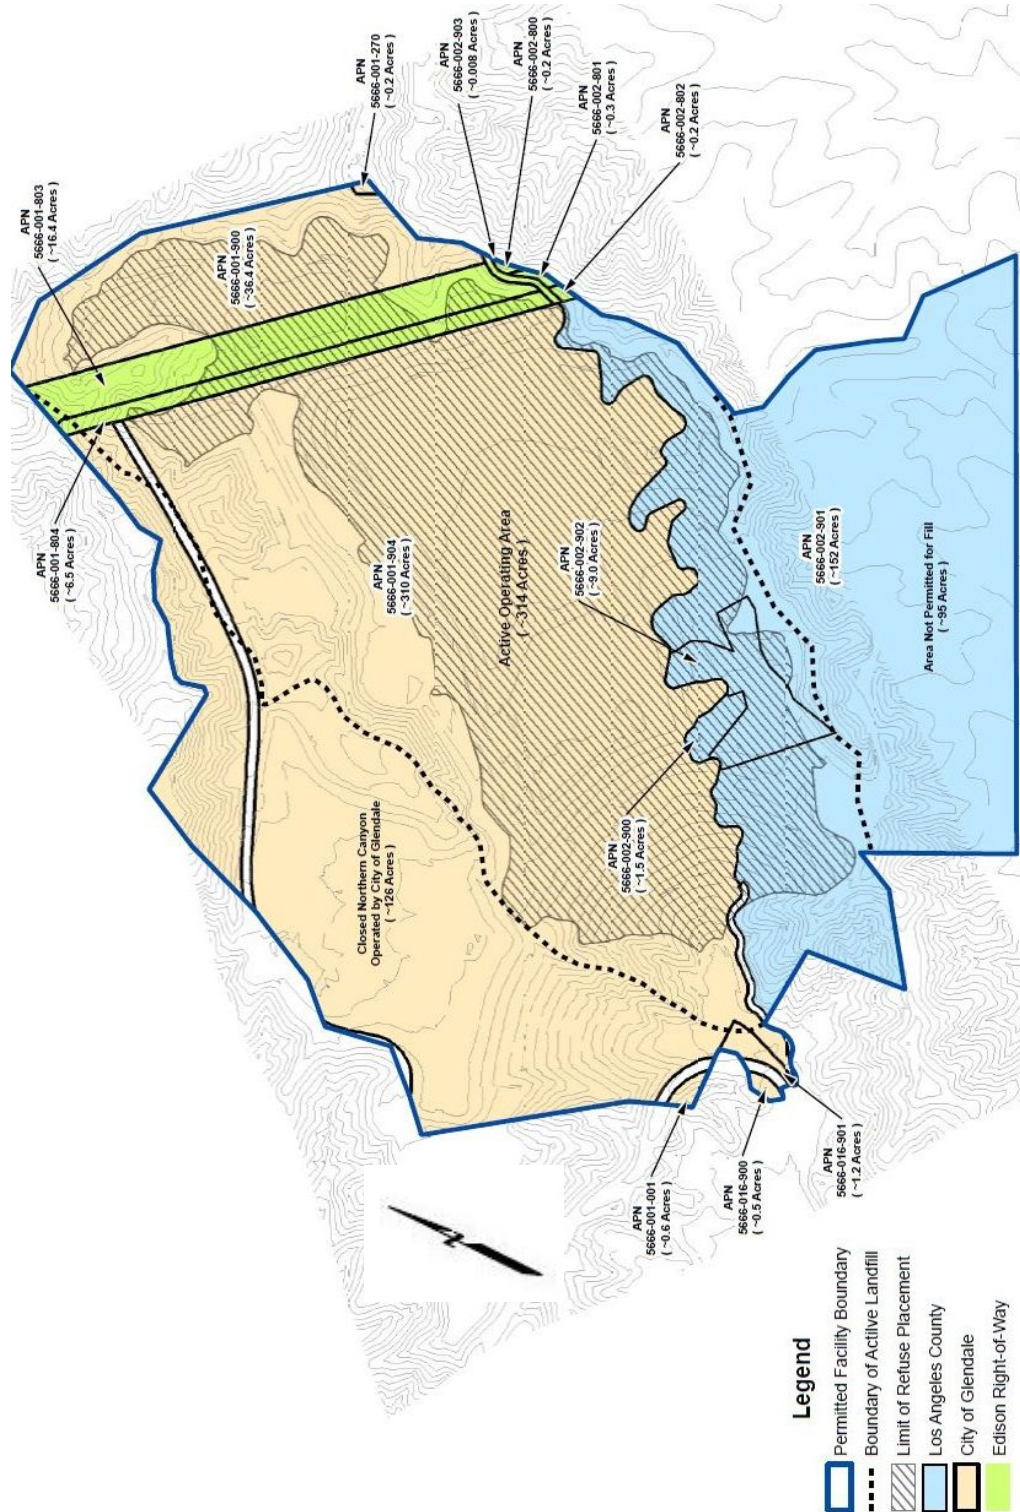 APN
5666-001-803
( ~16.4 Acres )
APN
5666-001-270
( ~0.2 Acres )
APN
5666-002-903
( ~0.008 Acres )
APN
5666-002-800
( ~0.2 Acres )
APN
5666-002-801
( ~0.3 Acres )
APN
5666-002-802
( ~0.2 Acres )
APN
5666-001-900
( ~36.4 Acres )
APN
5666-001-804
( ~6.5 Acres )
APN
5666-001-904
( ~310 Acres )
Active Operating Area
( ~314 Acres )
APN
5666-002-902
( ~9.0 Acres )
APN
5666-002-901
( ~152 Acres )
Area Not Permitted for Fill
( ~95 Acres )
Closed Northern Canyon
Operated by City of Glendale
( ~126 Acres )
APN
5666-002-900
( ~1.5 Acres )
APN
5666-001-001
( ~0.6 Acres )
APN
5666-016-900
( ~0.5 Acres )
APN
5666-016-901
( ~1.2 Acres )
Z
Legend
Permitted Facility Boundary
Boundary of Actilve Landfill
Limit of Refuse Placement
Los Angeles County
City of Glendale
Edison Right-of-Way